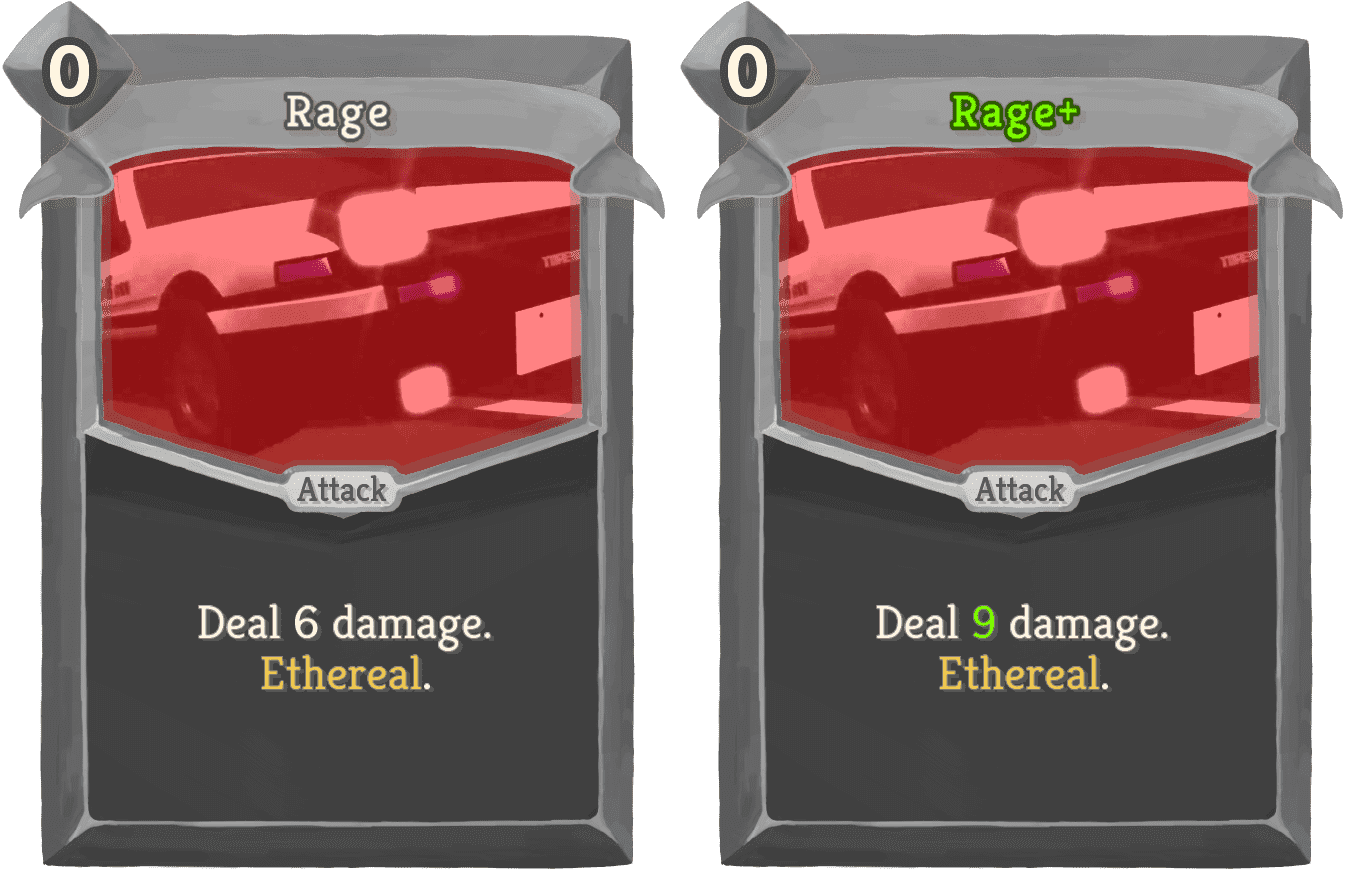 0
Rage
Attack
Deal 6 damage.
Ethereal.
0
Rage+
Attack
Deal 9 damage.
Ethereal.